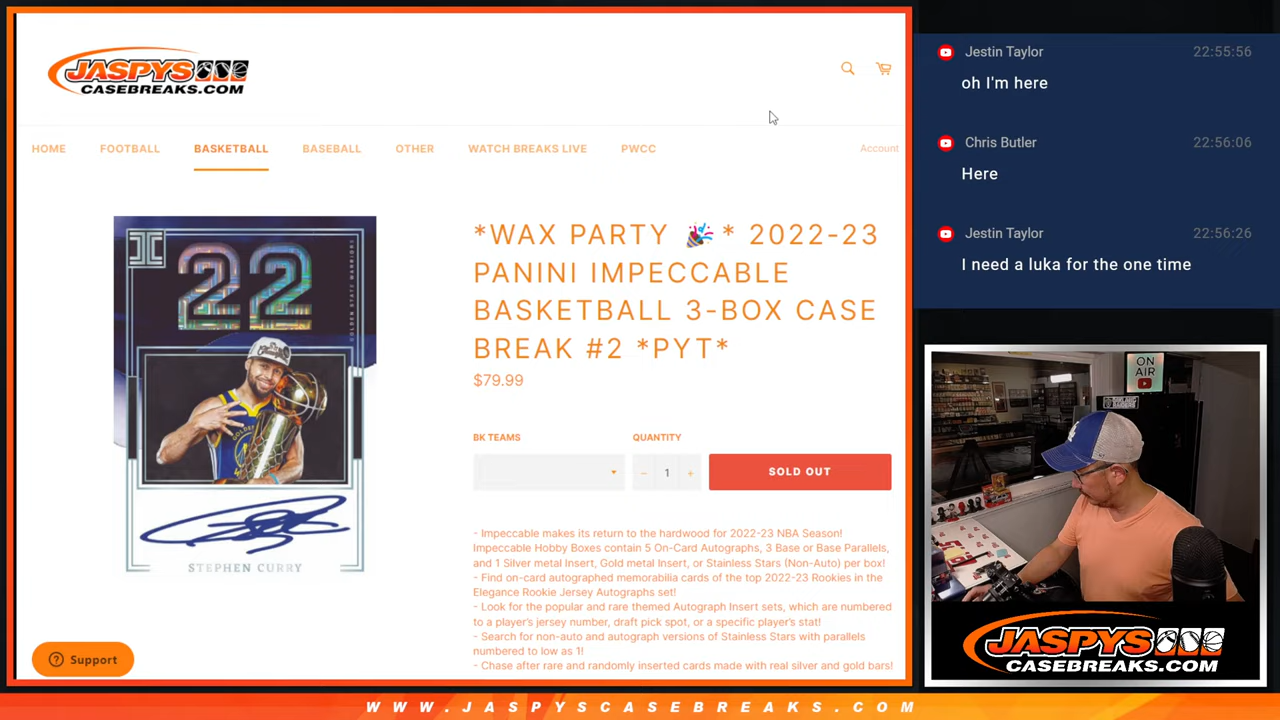 JASPYS
CASEBREAKS.COM
HOME FOOTBALL BASKETBALL BASEBALL OTHER WATCH BREAKS LIVE PWCC Account
22
GOLDEN STATE WARRIORS
STEPHEN CURRY
*WAX PARTY 🎉* 2022-23
PANINI IMPECCABLE
BASKETBALL 3-BOX CASE
BREAK #2 *PYT*
$79.99
BK TEAMS QUANTITY
− 1 + SOLD OUT
- Impeccable makes its return to the hardwood for 2022-23 NBA Season!
Impeccable Hobby Boxes contain 5 On-Card Autographs, 3 Base or Base Parallels,
and 1 Silver metal Insert, Gold metal Insert, or Stainless Stars (Non-Auto) per box!
- Find on-card autographed memorabilia cards of the top 2022-23 Rookies in the
Elegance Rookie Jersey Autographs set!
- Look for the popular and rare themed Autograph Insert sets, which are numbered
to a player's jersey number, draft pick spot, or a specific player's stat!
- Search for non-auto and autograph versions of Stainless Stars with parallels
numbered to low as 1!
- Chase after rare and randomly inserted cards made with real silver and gold bars!
Support
Jestin Taylor 22:55:56
oh I'm here
Chris Butler 22:56:06
Here
Jestin Taylor 22:56:26
I need a luka for the one time
ON
AIR
JASPYS
CASEBREAKS.COM
WWW.JASPYSCASEBREAKS.COM